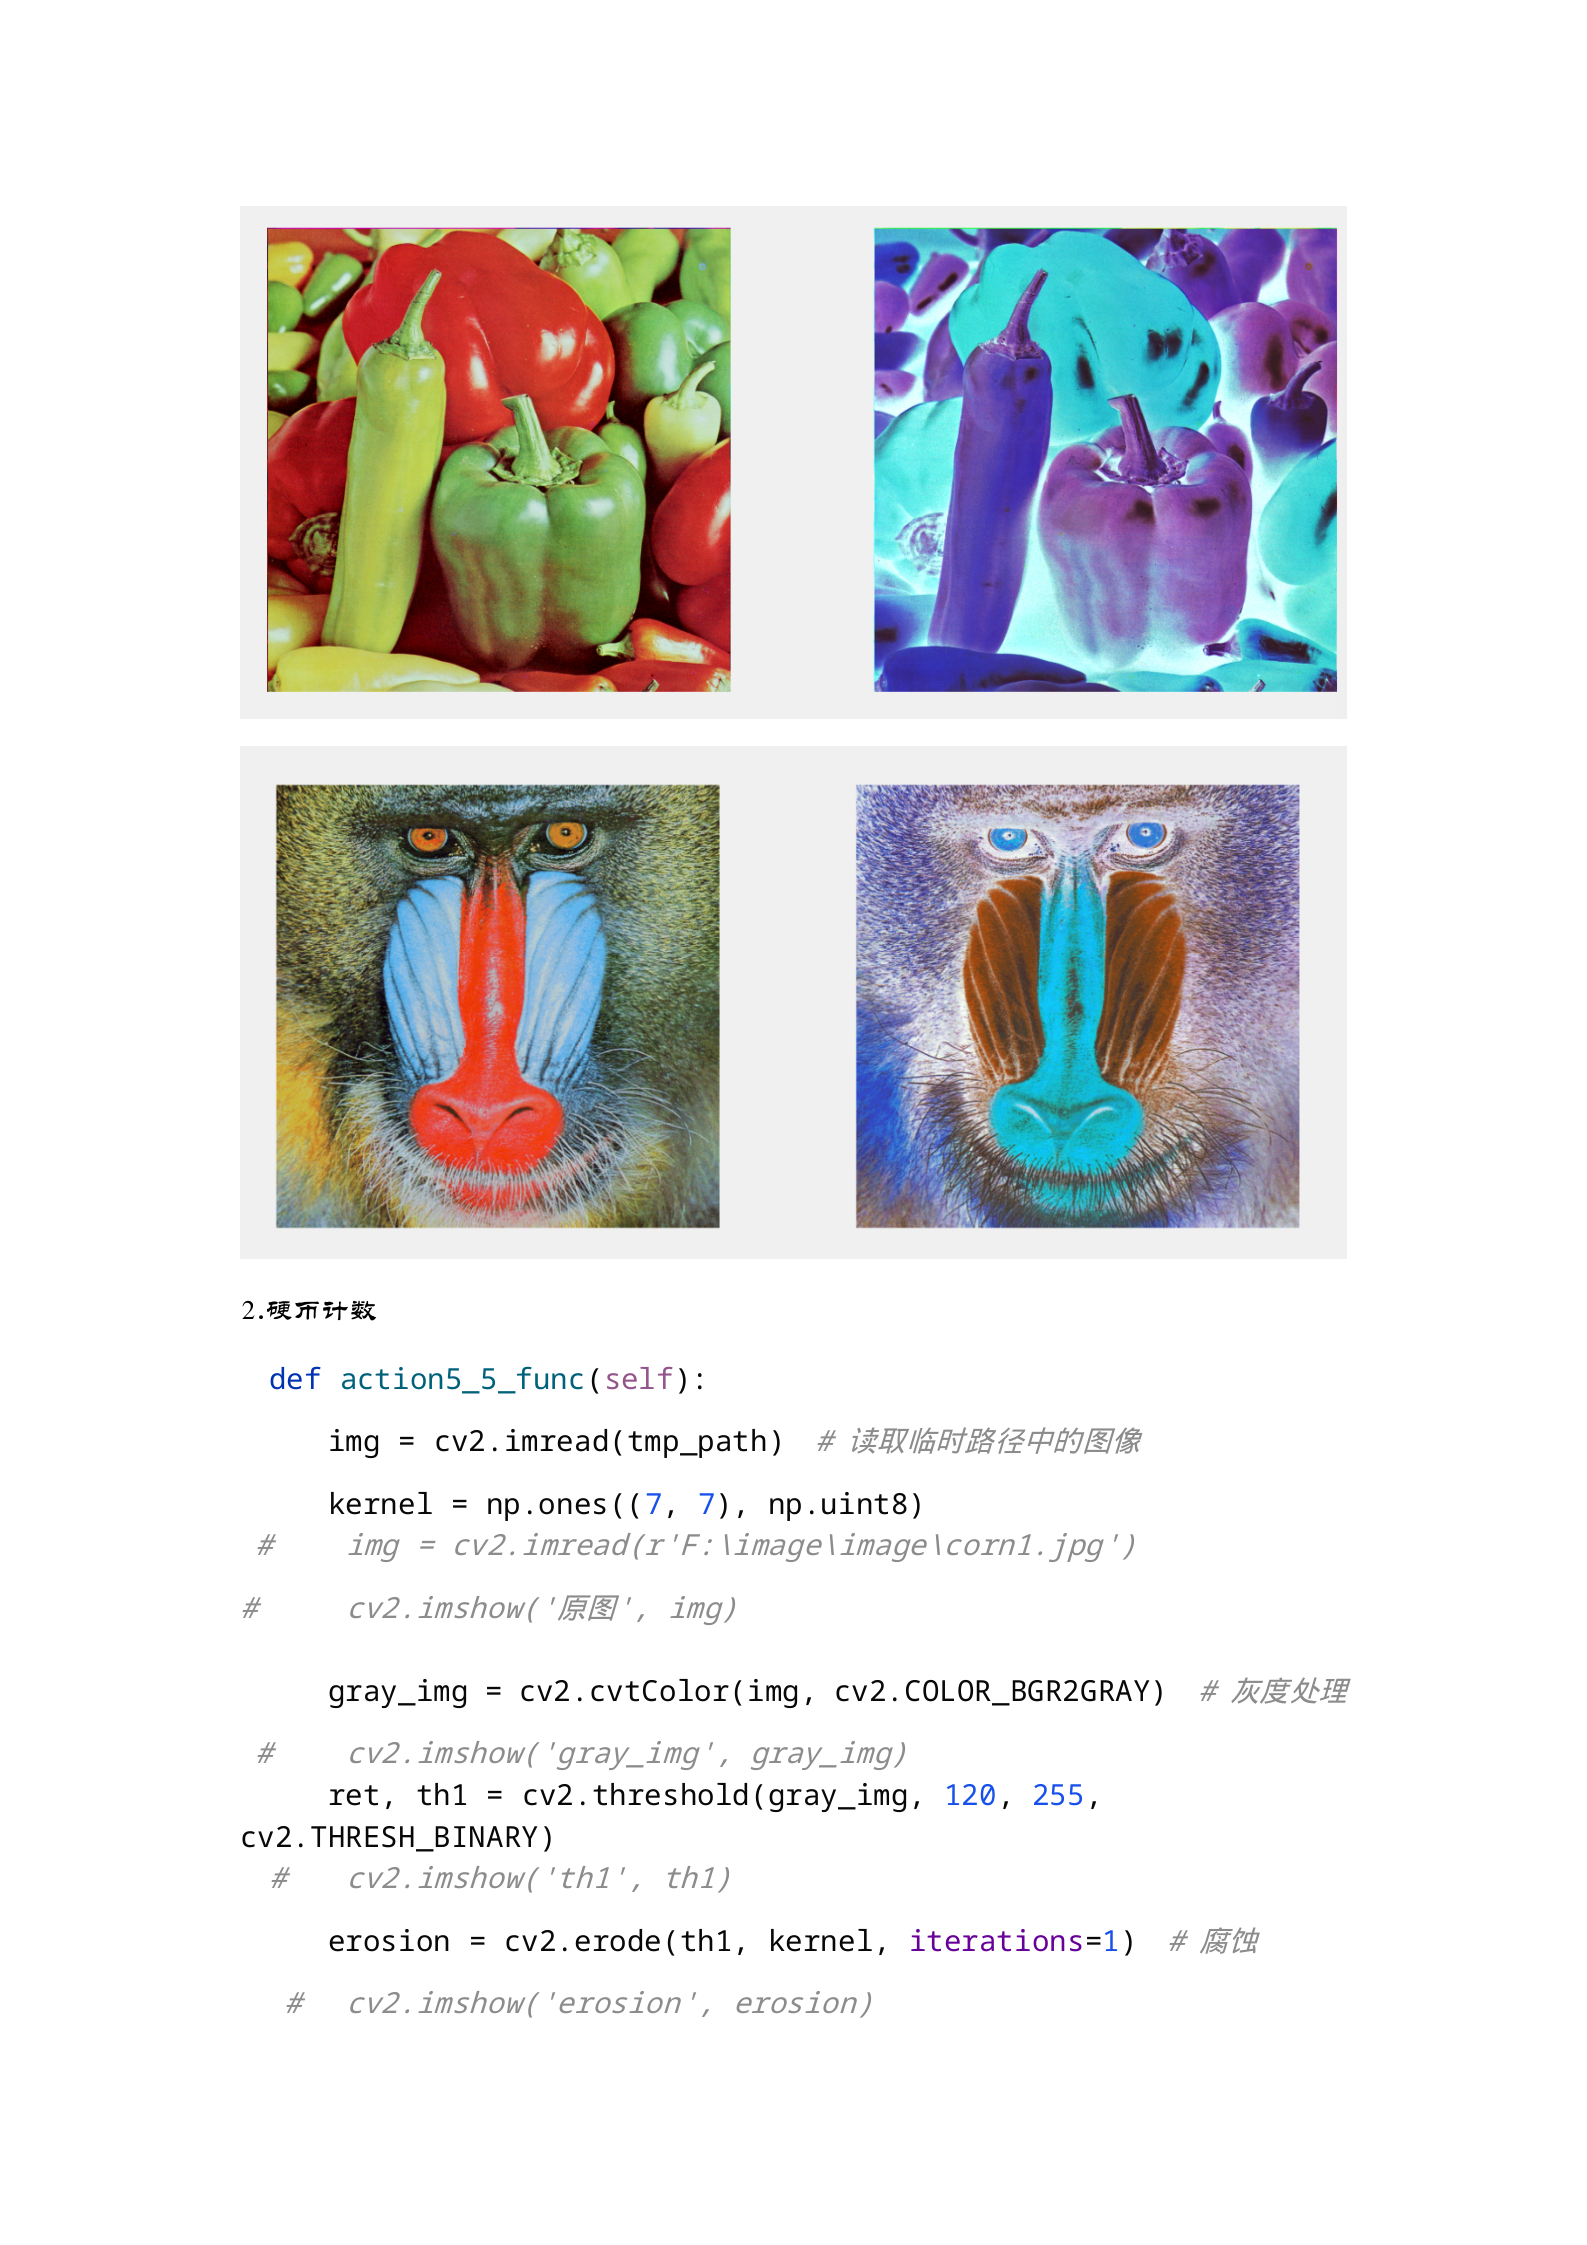 2.硬币计数
def action5_5_func(self):
img = cv2.imread(tmp_path)  # 读取临时路径中的图像
kernel = np.ones((7, 7), np.uint8)
#     img = cv2.imread(r'F:\image\image\corn1.jpg')
#     cv2.imshow('原图', img)
gray_img = cv2.cvtColor(img, cv2.COLOR_BGR2GRAY)  # 灰度处理
#     cv2.imshow('gray_img', gray_img)
ret, th1 = cv2.threshold(gray_img, 120, 255,
cv2.THRESH_BINARY)
#    cv2.imshow('th1', th1)
erosion = cv2.erode(th1, kernel, iterations=1)  # 腐蚀
#   cv2.imshow('erosion', erosion)